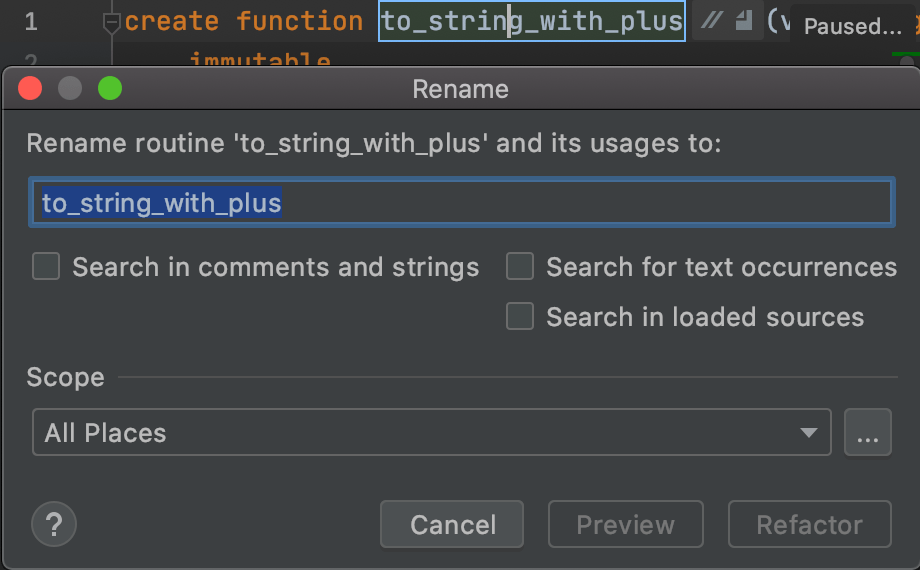 1 create function to_string_with_plus (v Paused...
2 immutable
Rename
Rename routine 'to_string_with_plus' and its usages to:
to_string_with_plus
Search in comments and strings Search for text occurrences
Search in loaded sources
Scope
All Places ...
? Cancel Preview Refactor